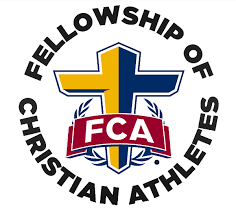 FELLOWSHIP OF
CHRISTIAN ATHLETES
FCA